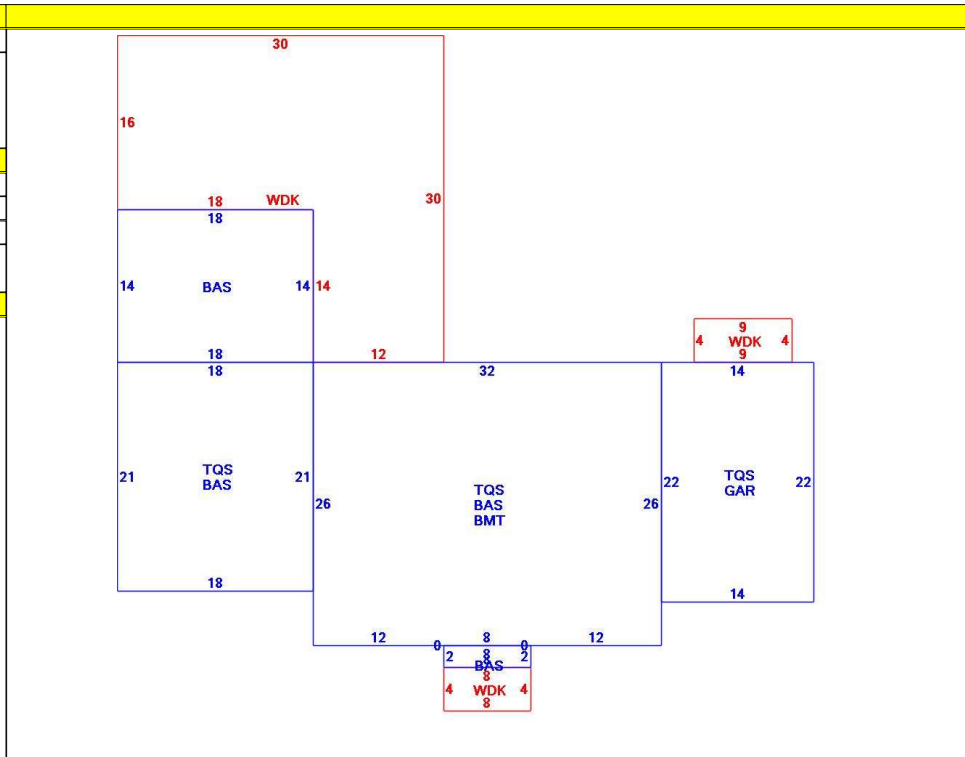 30
16
30
18 WDK
18
14 BAS 14 14
18 12
18 32
9
4 WDK 4
9
14
21 TQS 21
BAS
26 TQS 26
BAS
BMT
22 TQS 22
GAR
18
14
12 0 8 0 12
2 8 2
8
BAS
8
4 WDK 4
8